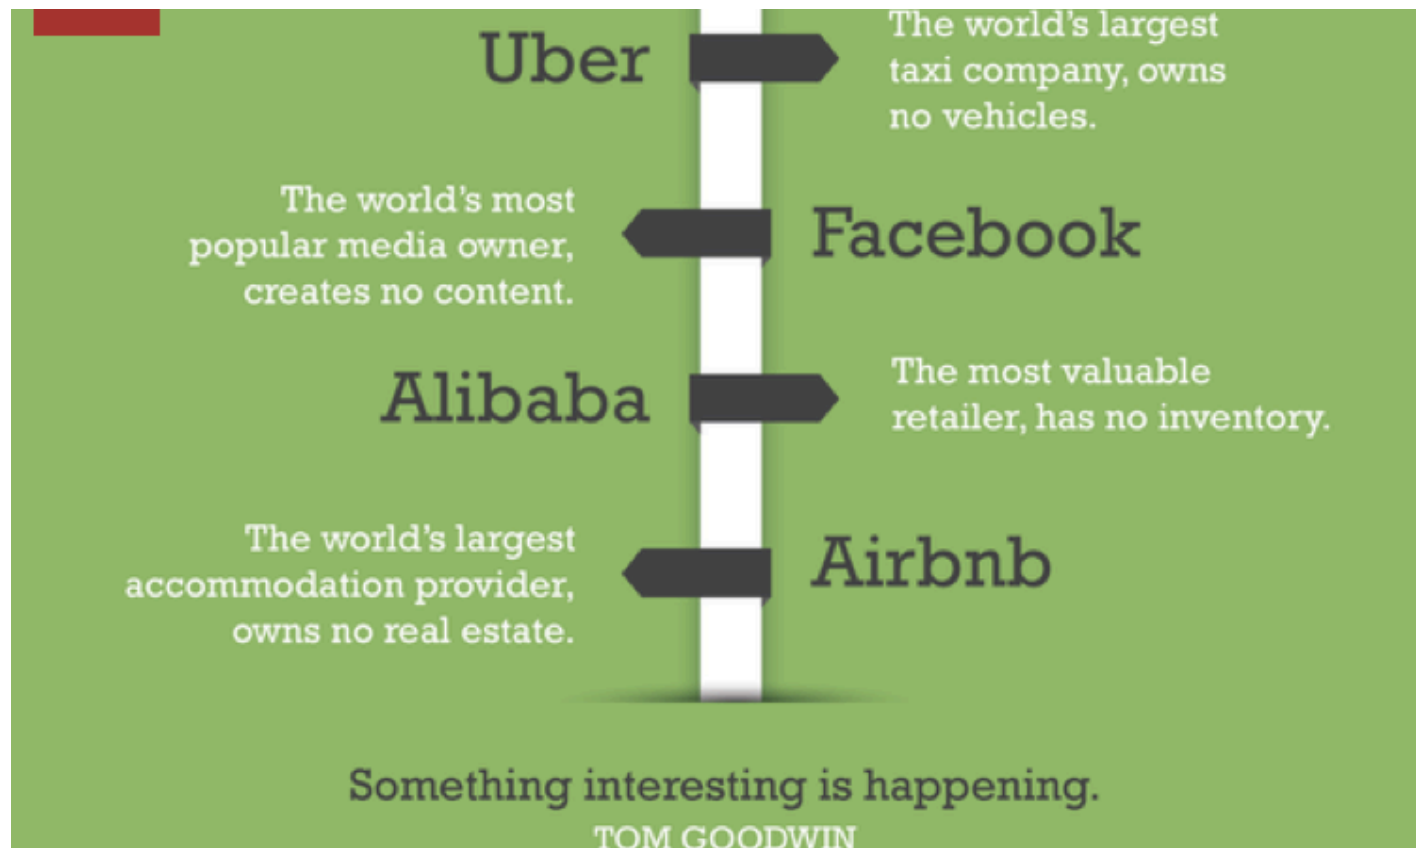 Uber
The world's largest
taxi company, owns
no vehicles.
The world's most
popular media owner,
creates no content.
Facebook
Alibaba
The most valuable
retailer, has no inventory.
The world's largest
accommodation provider,
owns no real estate.
Airbnb
Something interesting is happening.
TOM GOODWIN